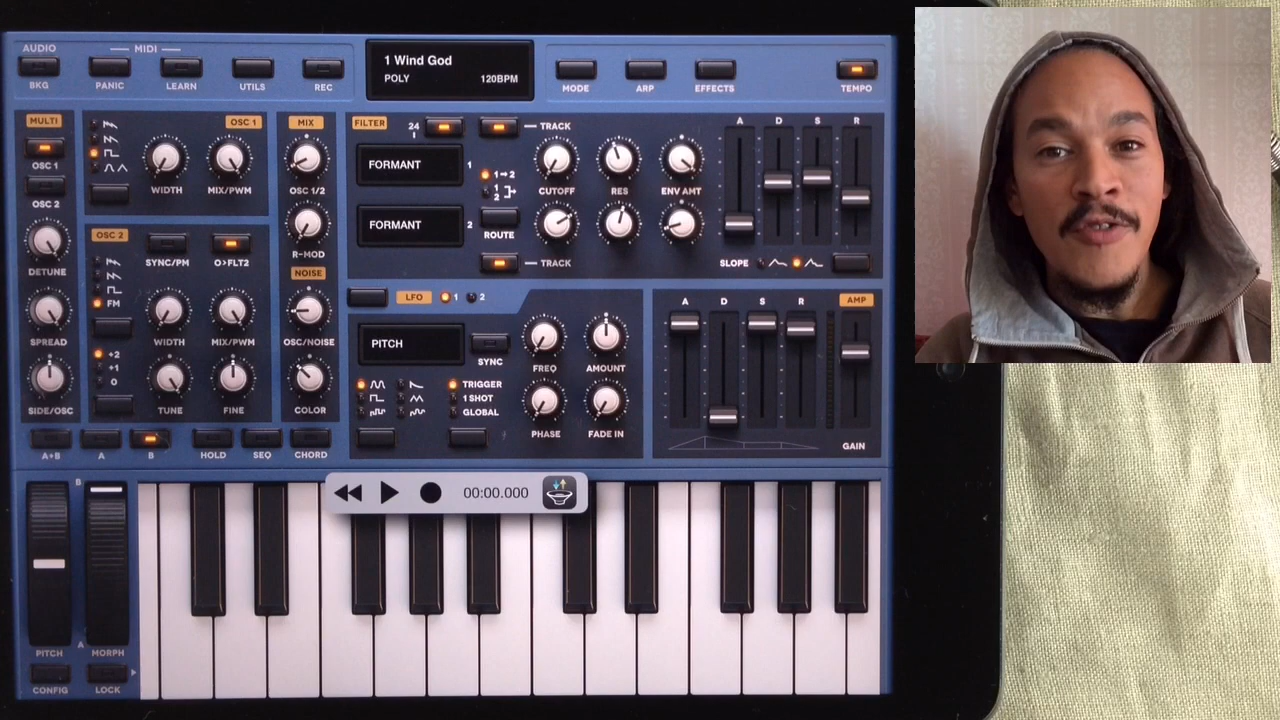 AUDIO
MIDI
BKG
PANIC
LEARN
UTILS
REC
1 Wind God
POLY 120BPM
MODE
ARP
EFFECTS
TEMPO
MULTI
OSC 1
OSC 2
DETUNE
SPREAD
SIDE/OSC
OSC 1
WIDTH
MIX/PWM
OSC 2
SYNC/PM
O>FLT2
FM
WIDTH
MIX/PWM
+2
+1
0
TUNE
FINE
MIX
OSC 1/2
R-MOD
NOISE
OSC/NOISE
COLOR
FILTER
24
TRACK
FORMANT 1
1→2
1
2
FORMANT 2
ROUTE
TRACK
CUTOFF
RES
ENV AMT
A D S R
SLOPE
LFO 1 2
PITCH
SYNC
FREQ
AMOUNT
TRIGGER
1 SHOT
GLOBAL
PHASE
FADE IN
A D S R
AMP
GAIN
A+B
A
B
HOLD
SEQ
CHORD
00:00.000
B
A
PITCH
MORPH
CONFIG
LOCK